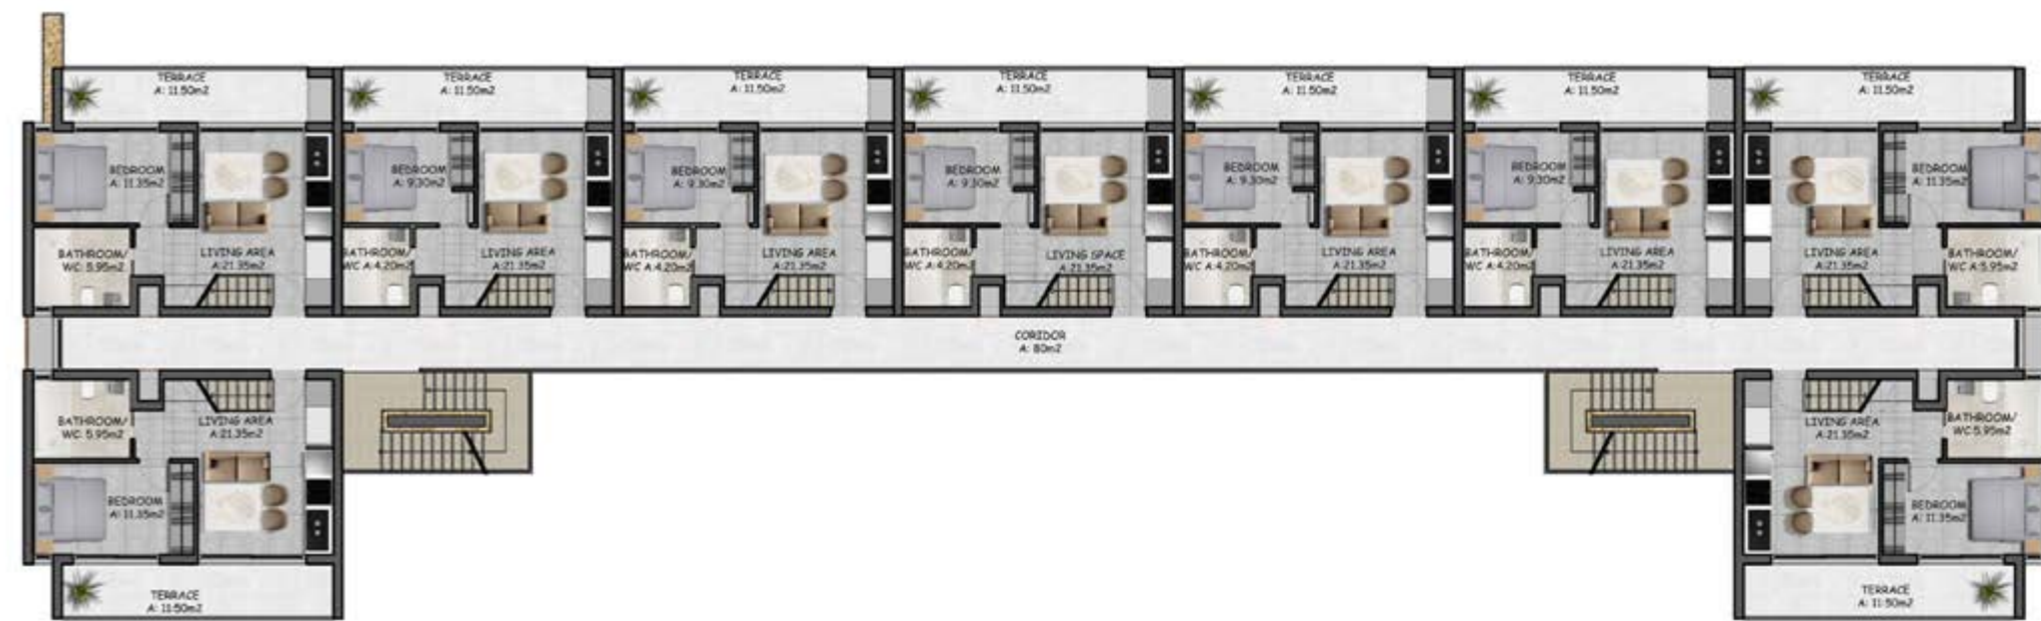 TERRACE
A: 11.50m2
TERRACE
A: 11.50m2
TERRACE
A: 11.50m2
TERRACE
A: 11.50m2
TERRACE
A: 11.50m2
TERRACE
A: 11.50m2
TERRACE
A: 11.50m2
BEDROOM
A: 11.35m2
BEDROOM
A: 9.30m2
BEDROOM
A: 9.30m2
BEDROOM
A: 9.30m2
BEDROOM
A: 9.30m2
BEDROOM
A: 9.30m2
BEDROOM
A: 11.35m2
BATHROOM/
WC: 5.95m2
LIVING AREA
A:21.35m2
BATHROOM/
WC A:4.20m2
LIVING AREA
A:21.35m2
BATHROOM/
WC A:4.20m2
LIVING AREA
A:21.35m2
BATHROOM/
WC A:4.20m2
LIVING SPACE
A:21.35m2
BATHROOM/
WC A:4.20m2
LIVING AREA
A:21.35m2
BATHROOM/
WC A:4.20m2
LIVING AREA
A:21.35m2
LIVING AREA
A:21.35m2
BATHROOM/
WC A:5.95m2
CORIDOR
A: 80m2
BATHROOM/
WC: 5.95m2
LIVING AREA
A:21.35m2
LIVING AREA
A:21.35m2
BATHROOM/
WC:5.95m2
BEDROOM
A: 11.35m2
BEDROOM
A: 11.35m2
TERRACE
A: 11.50m2
TERRACE
A: 11.50m2